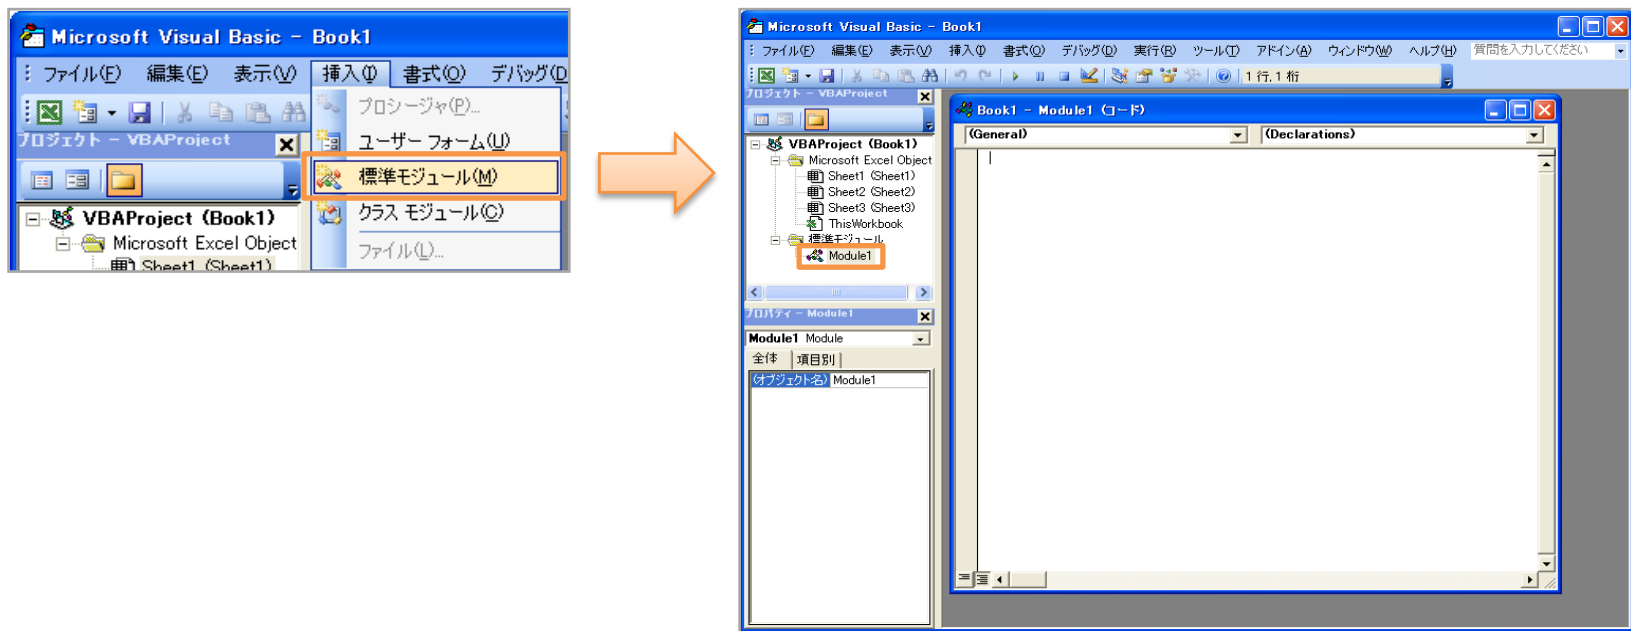 Microsoft Visual Basic - Book1
ファイル(F) 編集(E) 表示(V) 挿入(I) 書式(O) デバッグ(D
プロシージャ(P)...
プロジェクト - VBAProject
ユーザー フォーム(U)
標準モジュール(M)
クラス モジュール(C)
ファイル(L)...
VBAProject (Book1)
Microsoft Excel Object
Sheet1 (Sheet1)
Microsoft Visual Basic - Book1
ファイル(F) 編集(E) 表示(V) 挿入(I) 書式(O) デバッグ(D) 実行(R) ツール(T) アドイン(A) ウィンドウ(W) ヘルプ(H) 質問を入力してください
1 行, 1 桁
プロジェクト - VBAProject
VBAProject (Book1)
Microsoft Excel Object
Sheet1 (Sheet1)
Sheet2 (Sheet2)
Sheet3 (Sheet3)
ThisWorkbook
標準モジュール
Module1
プロパティ - Module1
Module1 Module
全体 項目別
(オブジェクト名) Module1
Book1 - Module1 (コード)
(General) (Declarations)